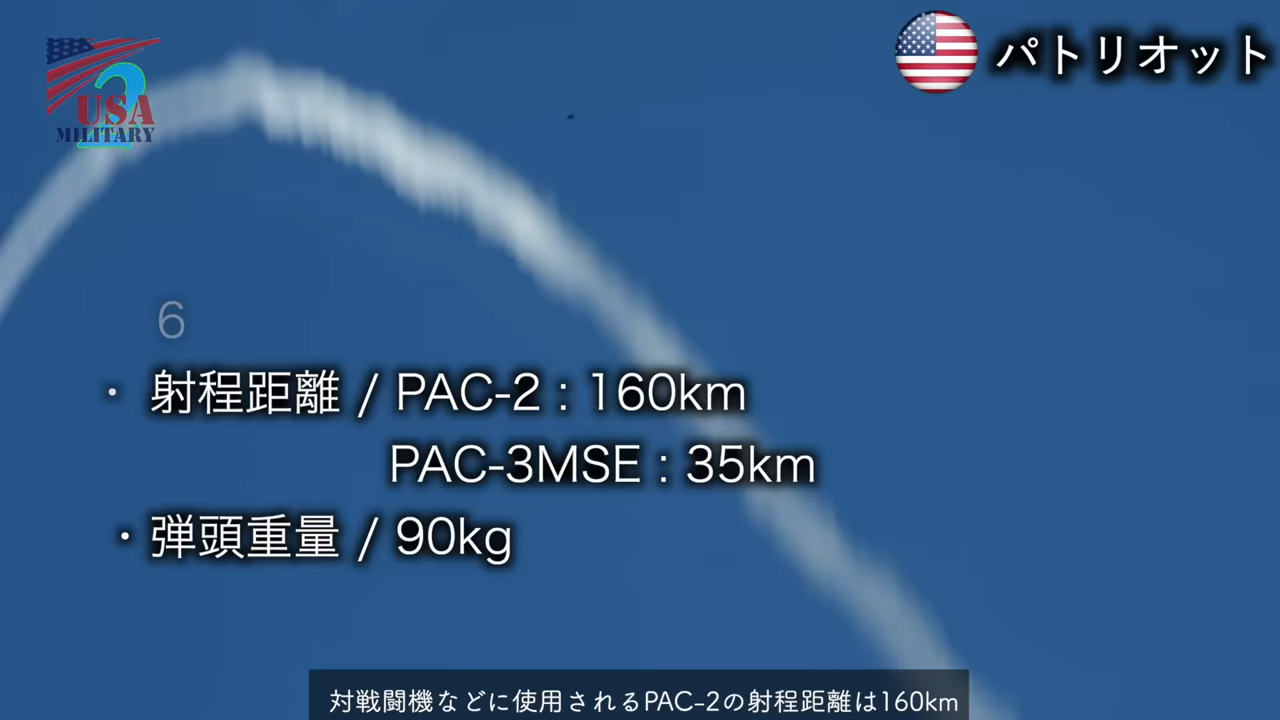 USA
2
MILITARY
パトリオット
6
・ 射程距離 / PAC-2 : 160km
PAC-3MSE : 35km
・弾頭重量 / 90kg
対戦闘機などに使用されるPAC-2の射程距離は160km